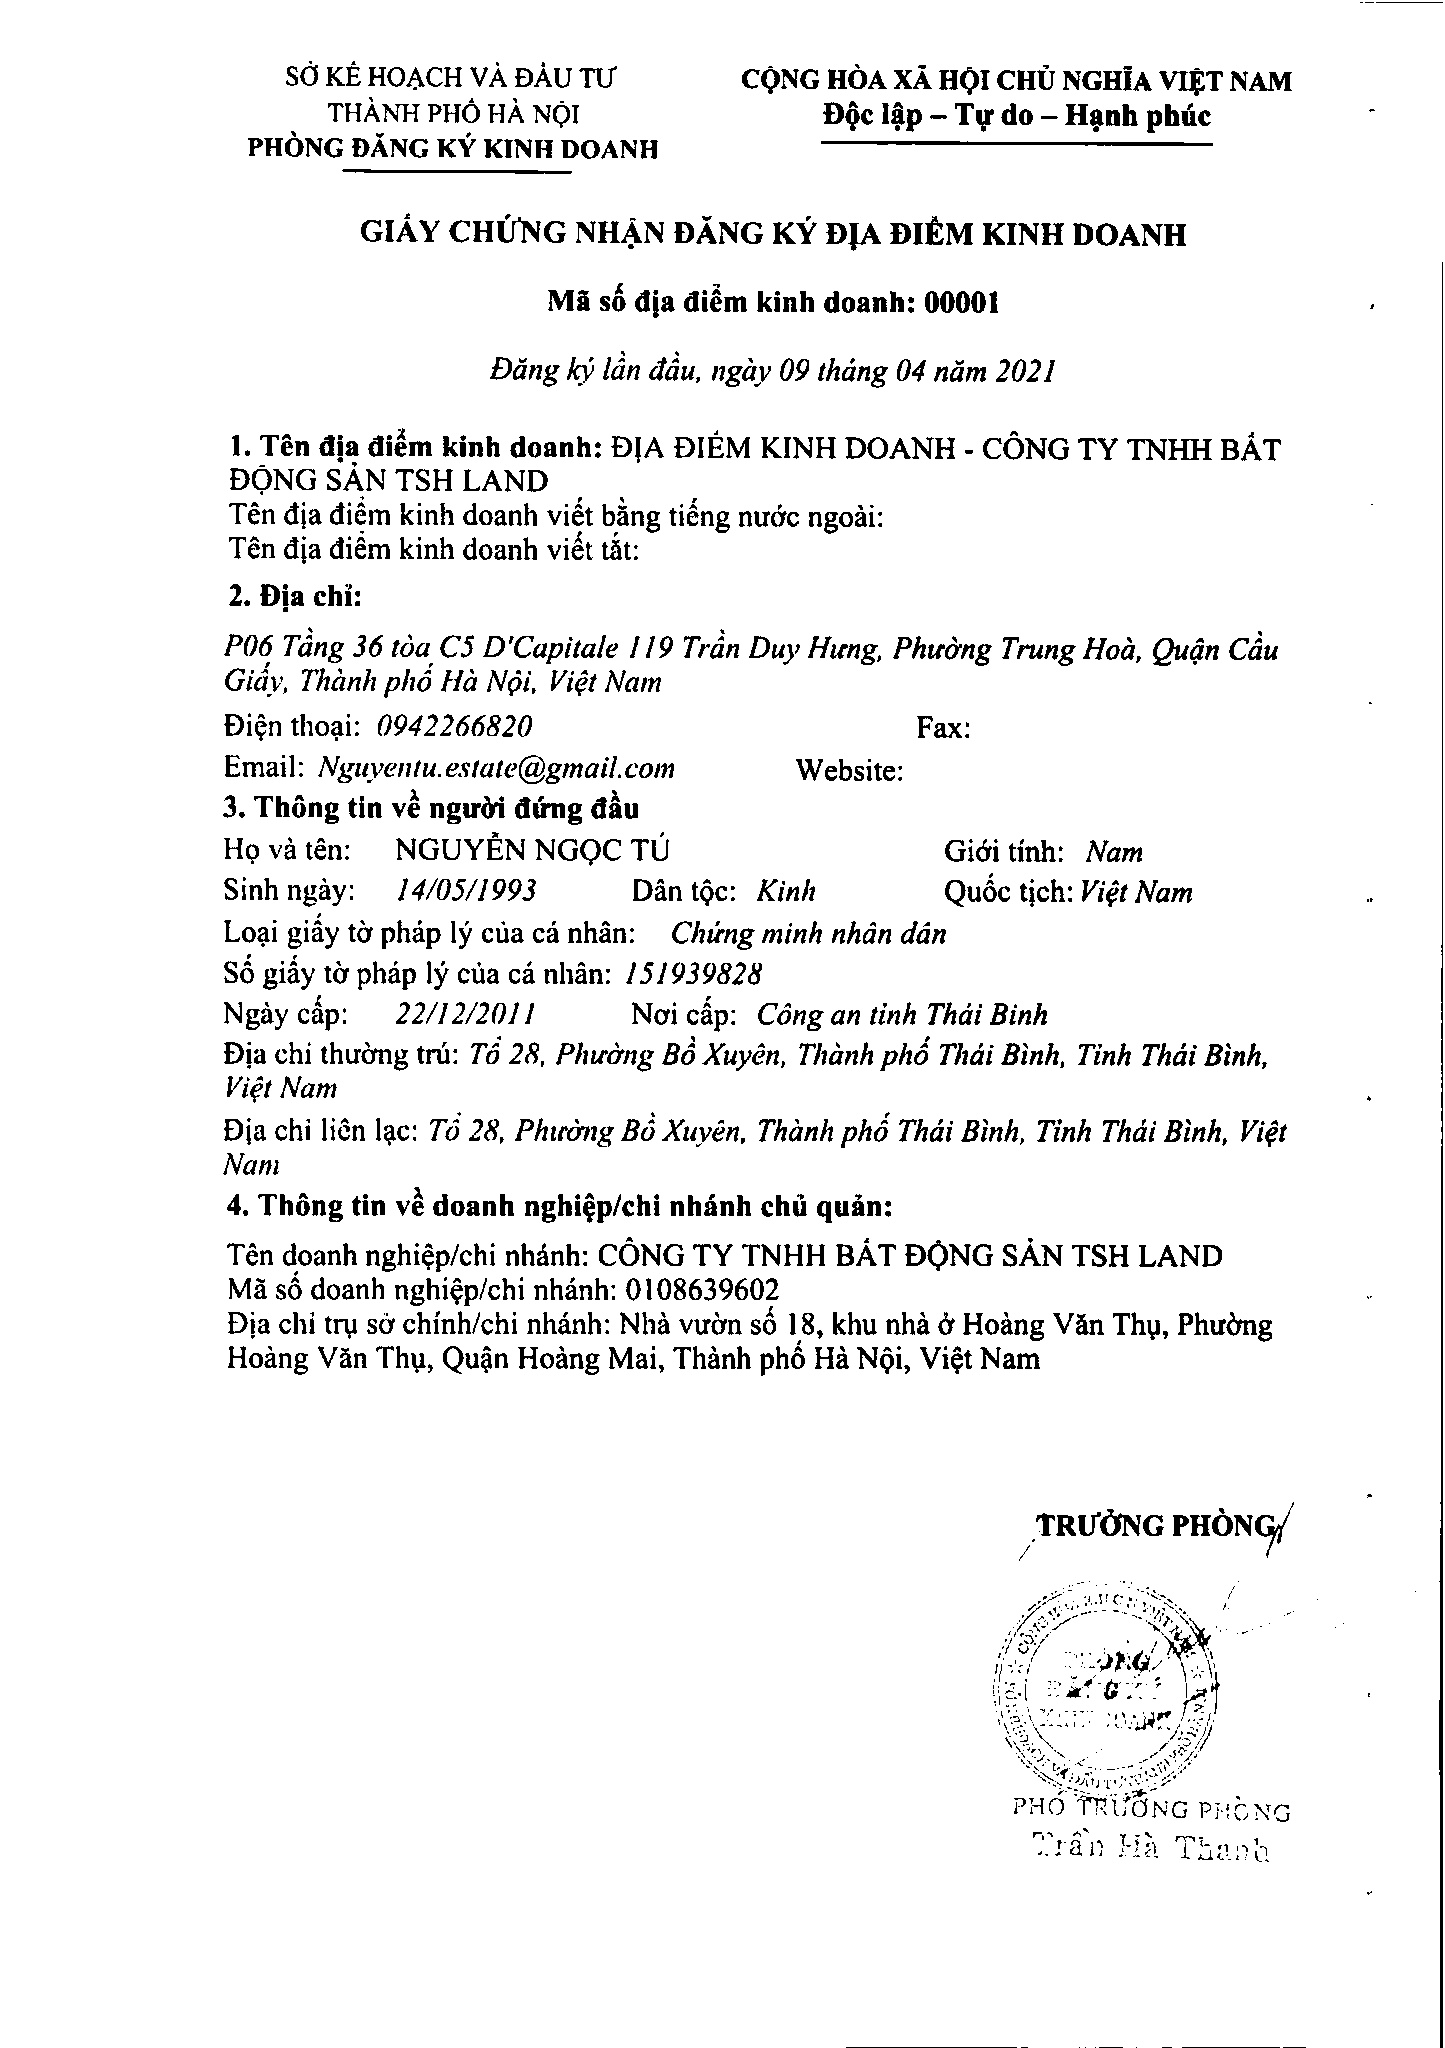 SỞ KẾ HOẠCH VÀ ĐẦU TƯ
THÀNH PHỐ HÀ NỘI
PHÒNG ĐĂNG KÝ KINH DOANH
CỘNG HÒA XÃ HỘI CHỦ NGHĨA VIỆT NAM
Độc lập – Tự do – Hạnh phúc
GIẤY CHỨNG NHẬN ĐĂNG KÝ ĐỊA ĐIỂM KINH DOANH
Mã số địa điểm kinh doanh: 00001
Đăng ký lần đầu, ngày 09 tháng 04 năm 2021
1. Tên địa điểm kinh doanh: ĐỊA ĐIỂM KINH DOANH - CÔNG TY TNHH BẤT
ĐỘNG SẢN TSH LAND
Tên địa điểm kinh doanh viết bằng tiếng nước ngoài:
Tên địa điểm kinh doanh viết tắt:
2. Địa chỉ:
P06 Tầng 36 tòa C5 D'Capitale 119 Trần Duy Hưng, Phường Trung Hoà, Quận Cầu
Giấy, Thành phố Hà Nội, Việt Nam
Điện thoại: 0942266820 Fax:
Email: Nguyentu.estate@gmail.com Website:
3. Thông tin về người đứng đầu
Họ và tên: NGUYỄN NGỌC TÚ Giới tính: Nam
Sinh ngày: 14/05/1993 Dân tộc: Kinh Quốc tịch: Việt Nam
Loại giấy tờ pháp lý của cá nhân: Chứng minh nhân dân
Số giấy tờ pháp lý của cá nhân: 151939828
Ngày cấp: 22/12/2011 Nơi cấp: Công an tỉnh Thái Bình
Địa chỉ thường trú: Tổ 28, Phường Bồ Xuyên, Thành phố Thái Bình, Tỉnh Thái Bình,
Việt Nam
Địa chỉ liên lạc: Tổ 28, Phường Bồ Xuyên, Thành phố Thái Bình, Tỉnh Thái Bình, Việt
Nam
4. Thông tin về doanh nghiệp/chi nhánh chủ quản:
Tên doanh nghiệp/chi nhánh: CÔNG TY TNHH BẤT ĐỘNG SẢN TSH LAND
Mã số doanh nghiệp/chi nhánh: 0108639602
Địa chỉ trụ sở chính/chi nhánh: Nhà vườn số 18, khu nhà ở Hoàng Văn Thụ, Phường
Hoàng Văn Thụ, Quận Hoàng Mai, Thành phố Hà Nội, Việt Nam
TRƯỞNG PHÒNG
PHÒNG
ĐĂNG KÝ
KINH DOANH
PHÓ TRƯỞNG PHÒNG
Trần Hà Thanh